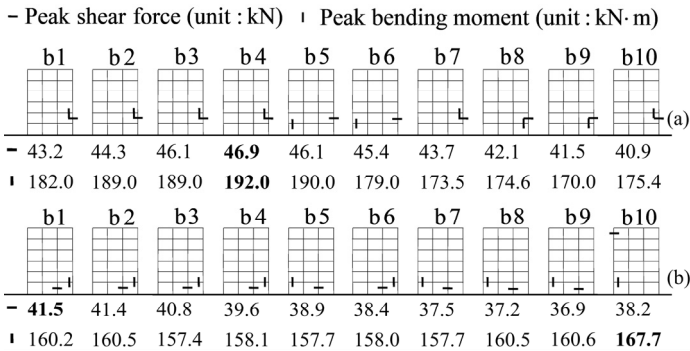 – Peak shear force (unit : kN) ı Peak bending moment (unit : kN· m)
b1 b2 b3 b4 b5 b6 b7 b8 b9 b10
(a)
– 43.2 44.3 46.1 46.9 46.1 45.4 43.7 42.1 41.5 40.9
ı 182.0 189.0 189.0 192.0 190.0 179.0 173.5 174.6 170.0 175.4
b1 b2 b3 b4 b5 b6 b7 b8 b9 b10
(b)
– 41.5 41.4 40.8 39.6 38.9 38.4 37.5 37.2 36.9 38.2
ı 160.2 160.5 157.4 158.1 157.7 158.0 157.7 160.5 160.6 167.7